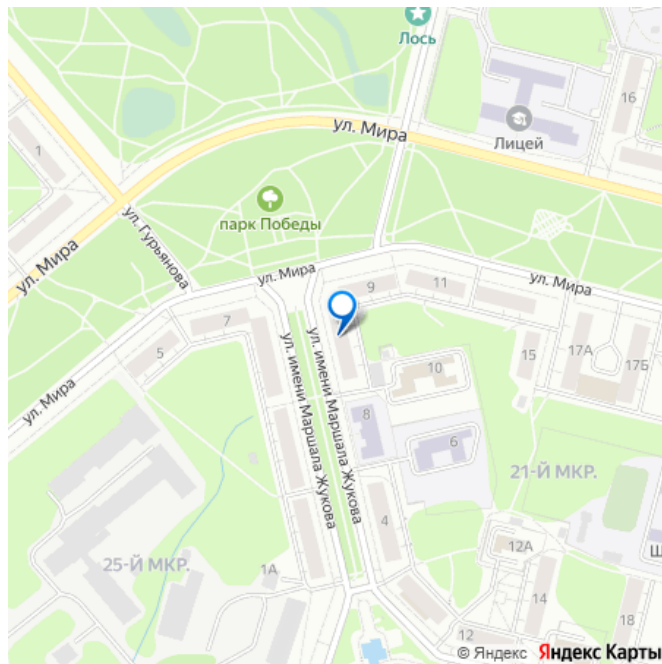 Лось
16
ул. Мира
Лицей
1
парк Победы
ул. Гурьянова
ул. Мира
ул. Мира
ул. Мира
9
11
7
5
15
17А
17Б
10
ул. Мира
ул. имени Маршала Жукова
ул. имени Маршала Жукова
8
6
21-Й МКР.
4
12А
Ш
25-Й МКР.
1А
14
18
12
© Яндекс Яндекс Карты